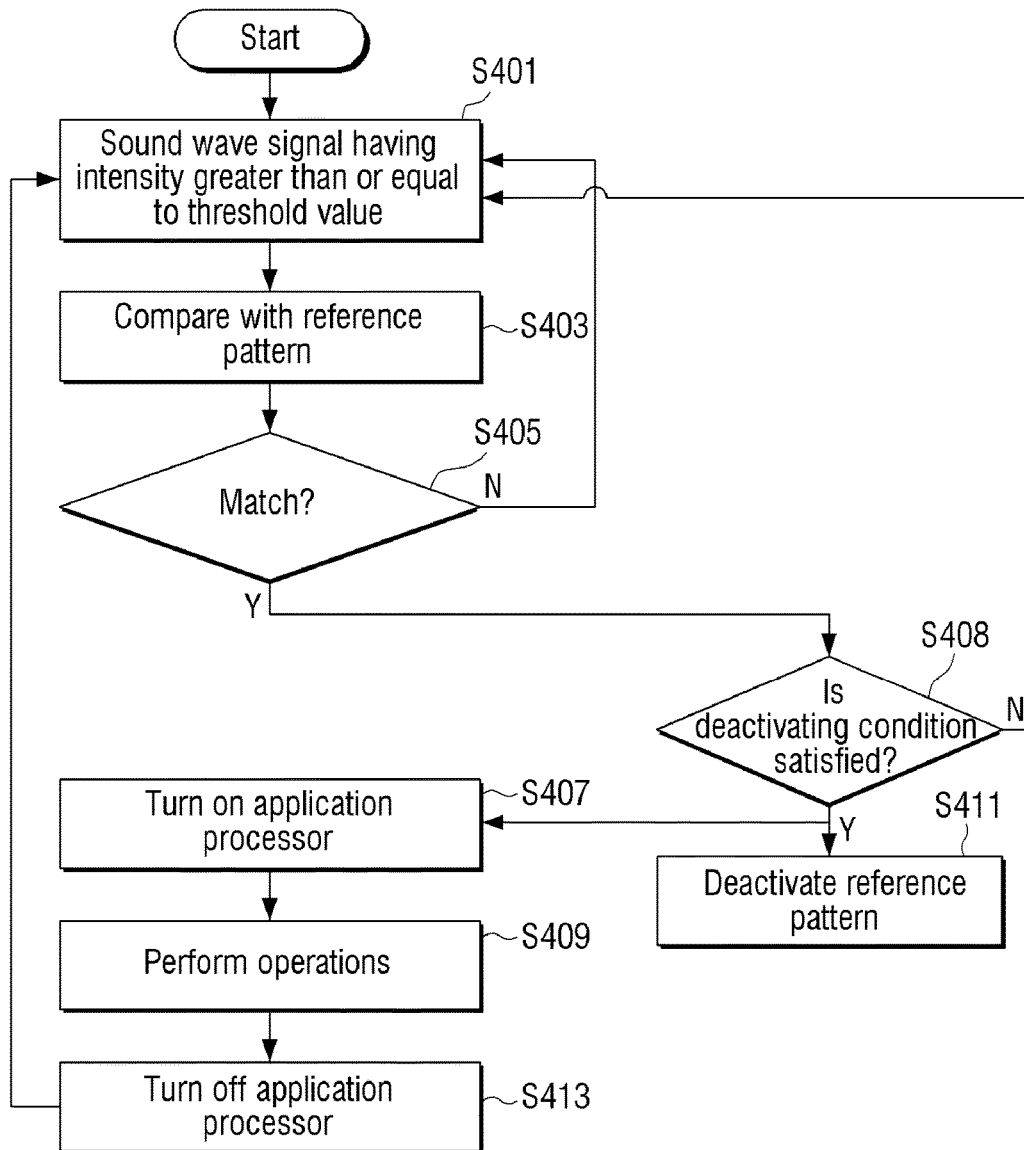 Start
S401
Sound wave signal having
intensity greater than or equal
to threshold value
Compare with reference
pattern
S403
S405
Match?
N
Y
S408
Is
deactivating condition
satisfied?
N
Y
Turn on application
processor
S407
S411
Deactivate reference
pattern
Perform operations
S409
Turn off application
processor
S413